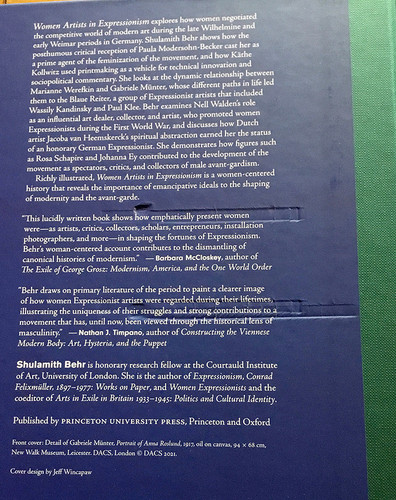 Women Artists in Expressionism explores how women negotiated
the competitive world of modern art during the late Wilhelmine and
early Weimar periods in Germany. Shulamith Behr shows how the
posthumous critical reception of Paula Modersohn-Becker cast her as
a prime agent of the feminization of the movement, and how Käthe
Kollwitz used printmaking as a vehicle for technical innovation and
sociopolitical commentary. She looks at the dynamic relationship between
Marianne Werefkin and Gabriele Münter, whose different paths in life led
them to the Blaue Reiter, a group of Expressionist artists that included
Wassily Kandinsky and Paul Klee. Behr examines Nell Walden's role
as an influential art dealer, collector, and artist, who promoted women
Expressionists during the First World War, and discusses how Dutch
artist Jacoba van Heemskerck's spiritual abstraction earned her the status
of an honorary German Expressionist. She demonstrates how figures such
as Rosa Schapire and Johanna Ey contributed to the development of the
movement as spectators, critics, and collectors of male avant-gardism.
Richly illustrated, Women Artists in Expressionism is a women-centered
history that reveals the importance of emancipative ideals to the shaping
of modernity and the avant-garde.
"This lucidly written book shows how emphatically present women
were—as artists, critics, collectors, scholars, entrepreneurs, installation
photographers, and more—in shaping the fortunes of Expressionism.
Behr's woman-centered account contributes to the dismantling of
canonical histories of modernism." —Barbara McCloskey, author of
The Exile of George Grosz: Modernism, America, and the One World Order
"Behr draws on primary literature of the period to paint a clearer image
of how women Expressionist artists were regarded during their lifetimes,
illustrating the uniqueness of their struggles and strong contributions to a
movement that has, until now, been viewed through the historical lens of
masculinity." —Nathan J. Timpano, author of Constructing the Viennese
Modern Body: Art, Hysteria, and the Puppet
Shulamith Behr is honorary research fellow at the Courtauld Institute
of Art, University of London. She is the author of Expressionism, Conrad
Felixmüller, 1897–1977: Works on Paper, and Women Expressionists and the
coeditor of Arts in Exile in Britain 1933–1945: Politics and Cultural Identity.
Published by PRINCETON UNIVERSITY PRESS, Princeton and Oxford
Front cover: Detail of Gabriele Münter, Portrait of Anna Roslund, 1917, oil on canvas, 94 × 68 cm,
New Walk Museum, Leicester. DACS, London © DACS 2021.
Cover design by Jeff Wincapaw